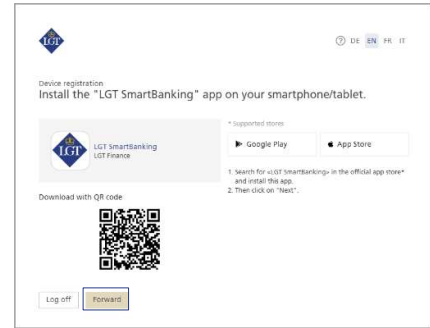 LGT
DE EN FR IT
Device registration
Install the "LGT SmartBanking" app on your smartphone/tablet.
* Supported stores
LGT
LGT SmartBanking
LGT Finance
Google Play
App Store
1. Search for «LGT SmartBanking» in the official app store*
and install this app.
2. Then click on "Next".
Download with QR code
Log off
Forward